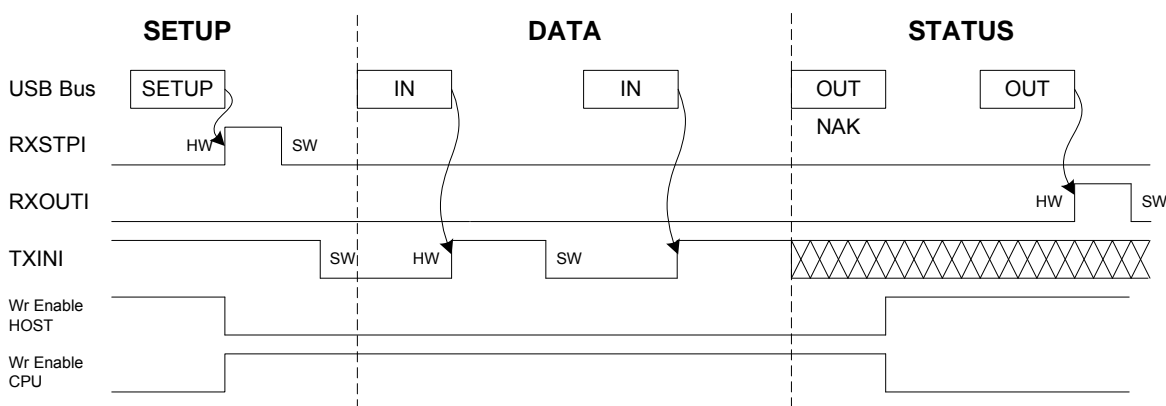 SETUP DATA STATUS
USB Bus SETUP IN IN OUT OUT
NAK
RXSTPI HW SW
RXOUTI HW SW
TXINI SW HW SW
Wr Enable
HOST
Wr Enable
CPU